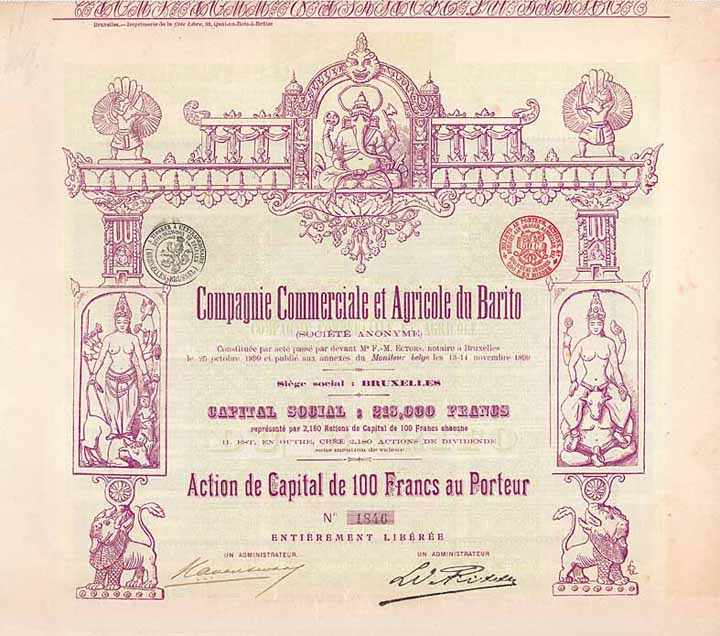 Bruxelles.— Imprimerie de la Côte Libre, 33, Quai-au-Bois-à-Brûler
Compagnie Commerciale et Agricole du Barito
(SOCIÉTÉ ANONYME)
Constituée par acte passé par devant Me F.-M. ECTORS, notaire à Bruxelles
le 25 octobre 1899 et publié aux annexes du Moniteur belge les 13-14 novembre 1899
Siège social : BRUXELLES
CAPITAL SOCIAL : 218,000 FRANCS
représenté par 2,180 Actions de Capital de 100 Francs chacune
IL EST, EN OUTRE, CRÉÉ 2,180 ACTIONS DE DIVIDENDE
sans mention de valeur
Action de Capital de 100 Francs au Porteur
No 1846
ENTIÈREMENT LIBÉRÉE
UN ADMINISTRATEUR,
UN ADMINISTRATEUR,